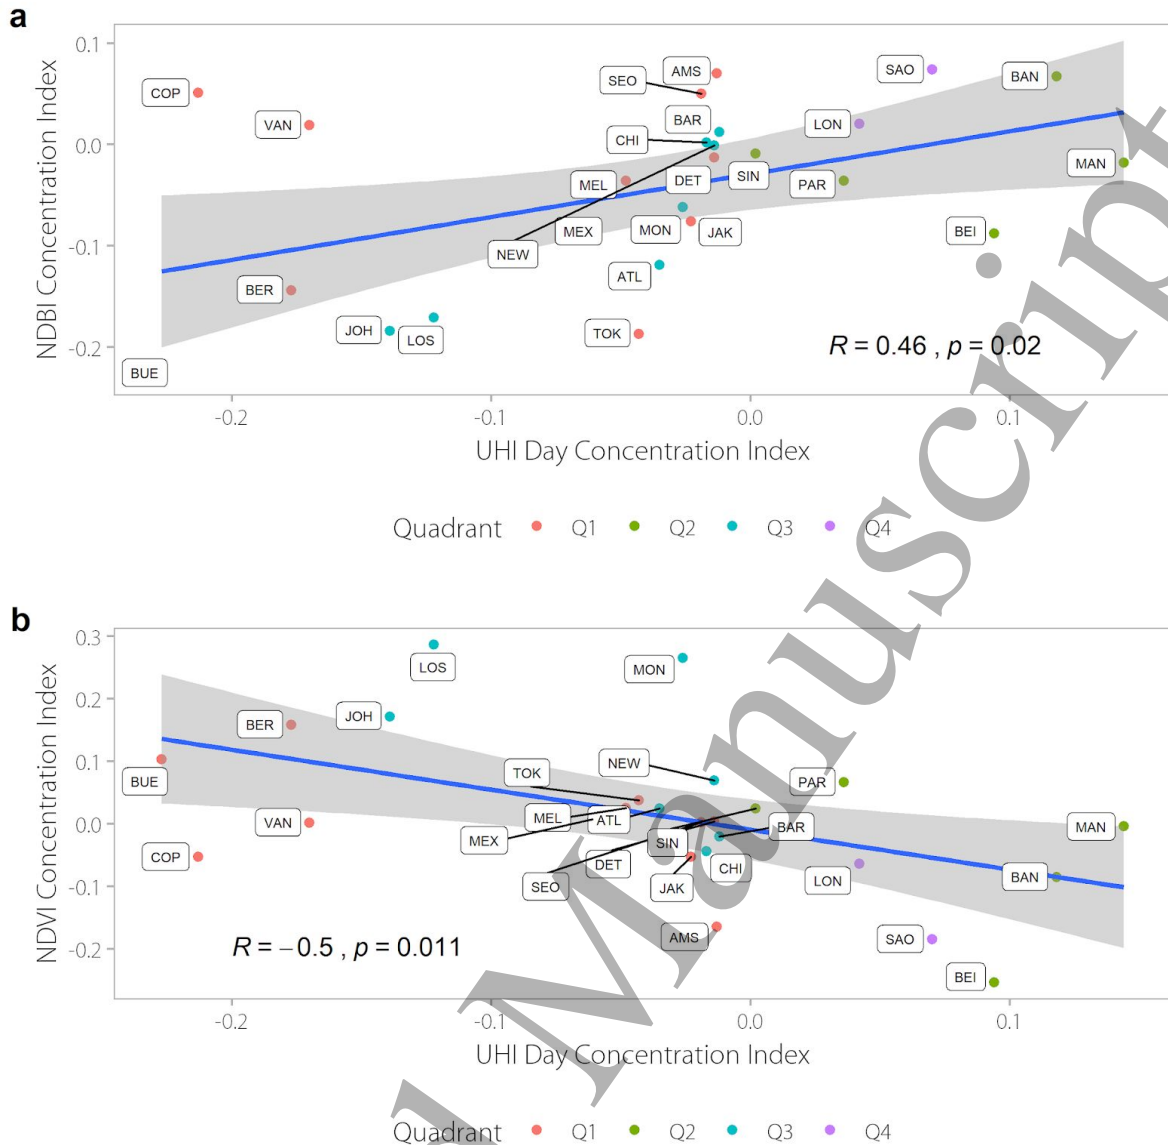 a
NDBI Concentration Index
0.1
0.0
-0.1
-0.2
COP
VAN
SEO
AMS
SAO
BAN
BAR
LON
CHI
MAN
MEL
DET
SIN
PAR
MEX
MON
JAK
BEI
NEW
ATL
BER
JOH
LOS
TOK
BUE
R = 0.46 , p = 0.02
-0.2
-0.1
0.0
0.1
UHI Day Concentration Index
Quadrant Q1 Q2 Q3 Q4
b
NDVI Concentration Index
0.3
0.2
0.1
0.0
-0.1
-0.2
LOS
MON
JOH
BER
NEW
TOK
BUE
PAR
VAN
MEL
ATL
BAR
MAN
MEX
SIN
COP
DET
CHI
SEO
JAK
LON
BAN
AMS
SAO
BEI
R = −0.5 , p = 0.011
-0.2
-0.1
0.0
0.1
UHI Day Concentration Index
Quadrant Q1 Q2 Q3 Q4
Manuscript